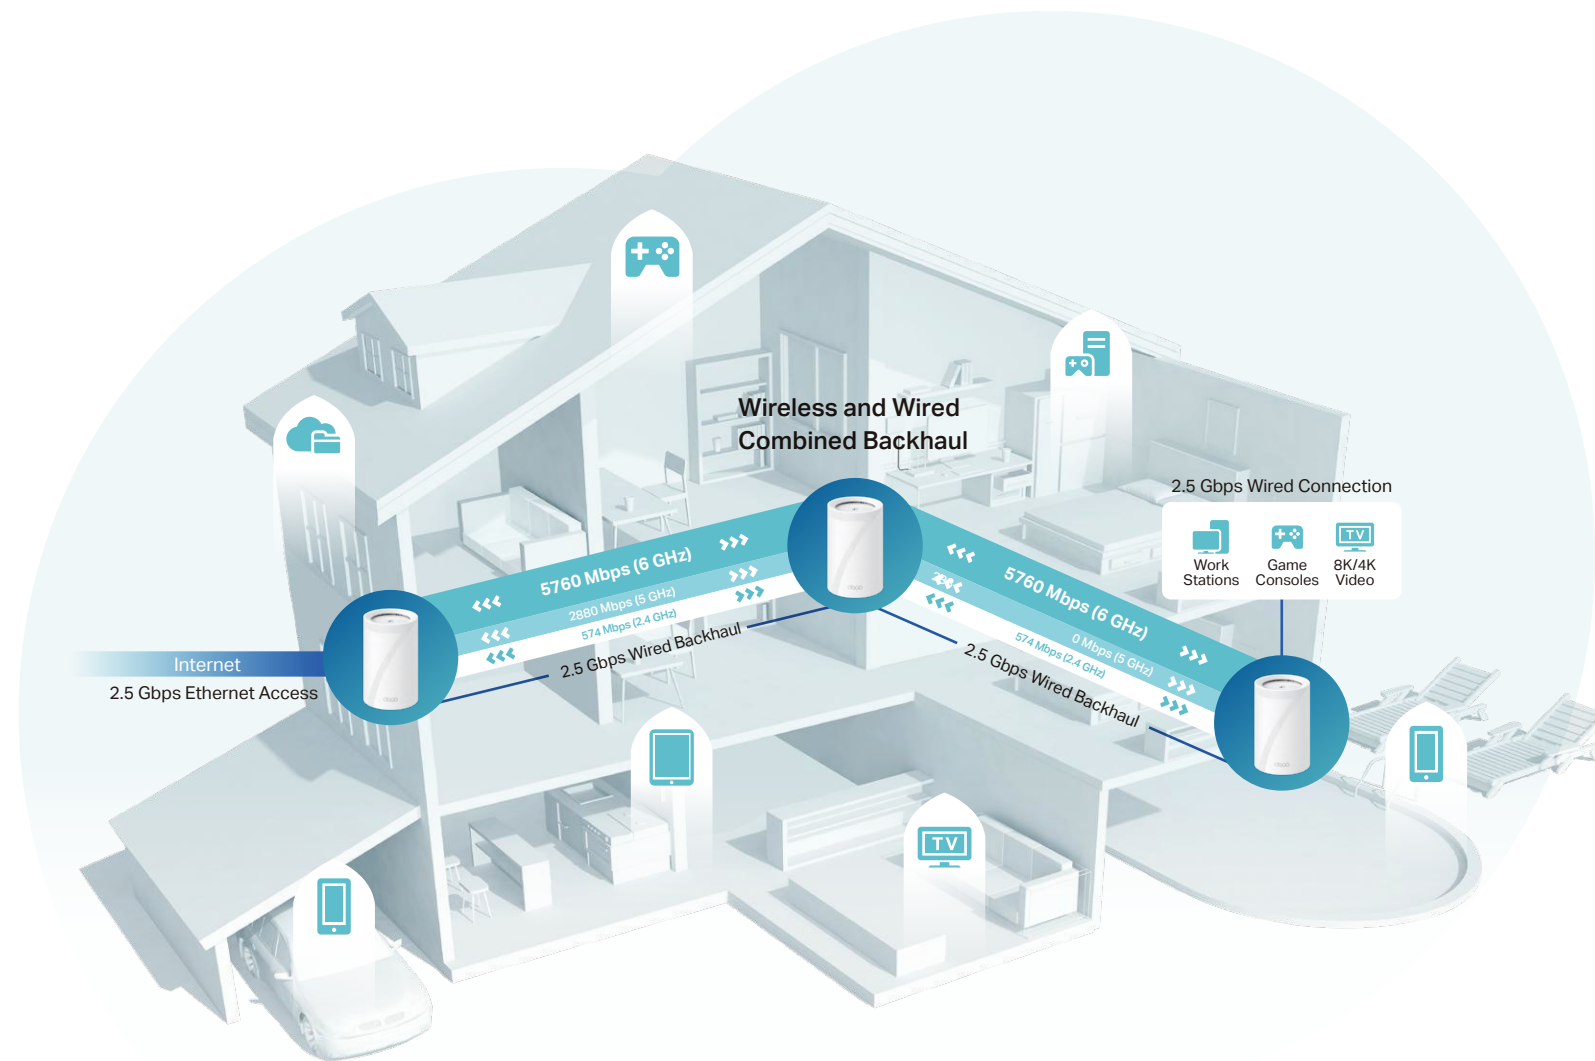 Wireless and Wired
Combined Backhaul
2.5 Gbps Wired Connection
Work
Stations
Game
Consoles
TV
8K/4K
Video
5760 Mbps (6 GHz)
2880 Mbps (5 GHz)
574 Mbps (2.4 GHz)
2.5 Gbps Wired Backhaul
5760 Mbps (6 GHz)
0 Mbps (5 GHz)
574 Mbps (2.4 GHz)
2.5 Gbps Wired Backhaul
Internet
2.5 Gbps Ethernet Access
TV